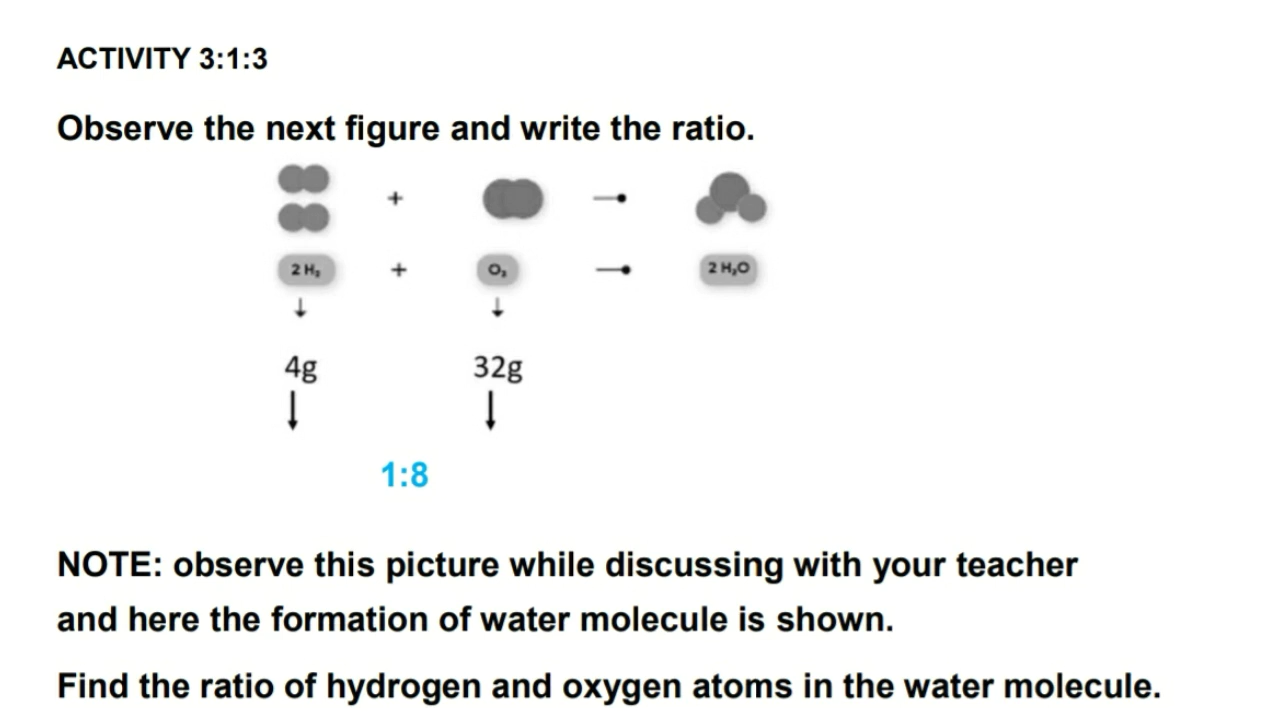 ACTIVITY 3:1:3
Observe the next figure and write the ratio.
+
2 H₂ + O₂ 2 H₂O
4g 32g
1:8
NOTE: observe this picture while discussing with your teacher
and here the formation of water molecule is shown.
Find the ratio of hydrogen and oxygen atoms in the water molecule.